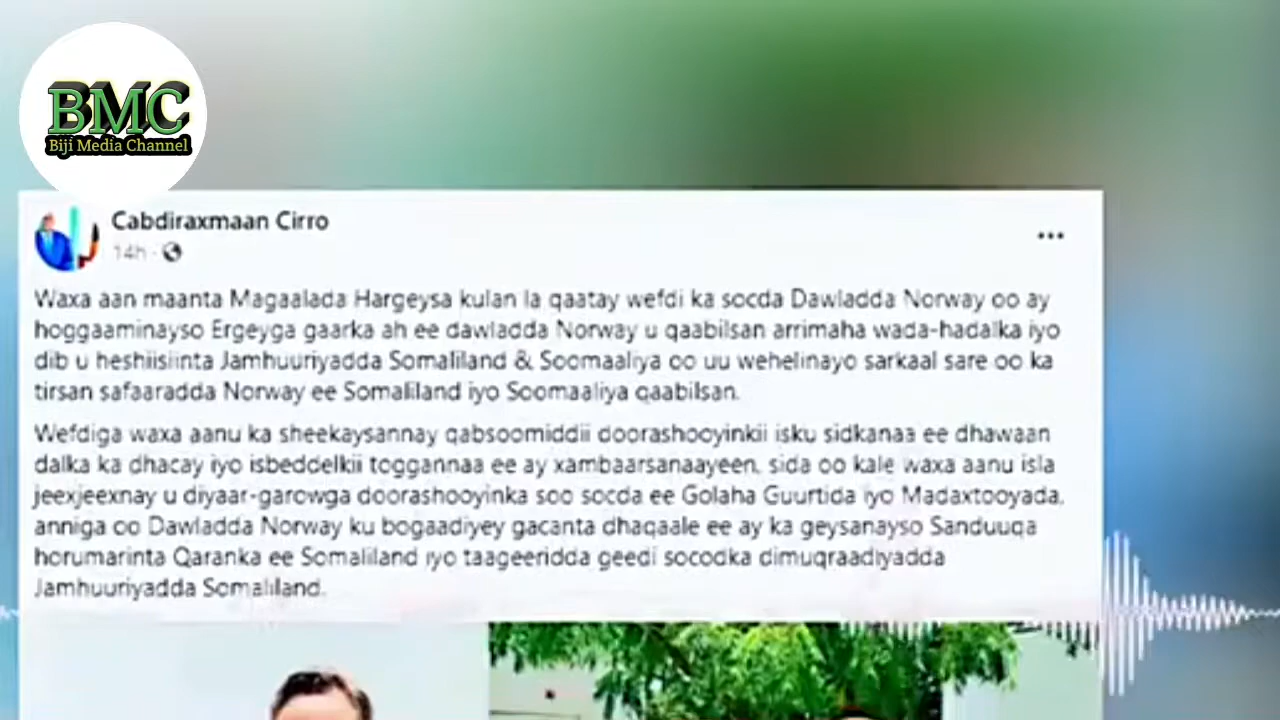 BMC
Biji Media Channel
Cabdiraxmaan Cirro
14h ·
Waxa aan maanta Magaalada Hargeysa kulan la qaatay wefdi ka socda Dawladda Norway oo ay
hoggaaminayso Ergeyga gaarka ah ee dawladda Norway u qaabilsan arrimaha wada-hadalka iyo
dib u heshiisiinta Jamhuuriyadda Somaliland & Soomaaliya oo uu wehelinayo sarkaal sare oo ka
tirsan safaaradda Norway ee Somaliland iyo Soomaaliya qaabilsan.
Wefdiga waxa aanu ka sheekaysannay qabsoomiddii doorashooyinkii isku sidkanaa ee dhawaan
dalka ka dhacay iyo isbeddelkii toggannaa ee ay xambaarsanaayeen, sida oo kale waxa aanu isla
jeexjeexnay u diyaar-garowga doorashooyinka soo socda ee Golaha Guurtida iyo Madaxtooyada,
anniga oo Dawladda Norway ku bogaadiyey gacanta dhaqaale ee ay ka geysanayso Sanduuqa
horumarinta Qaranka ee Somaliland iyo taageeridda geedi socodka dimuqraadiyadda
Jamhuuriyadda Somaliland.